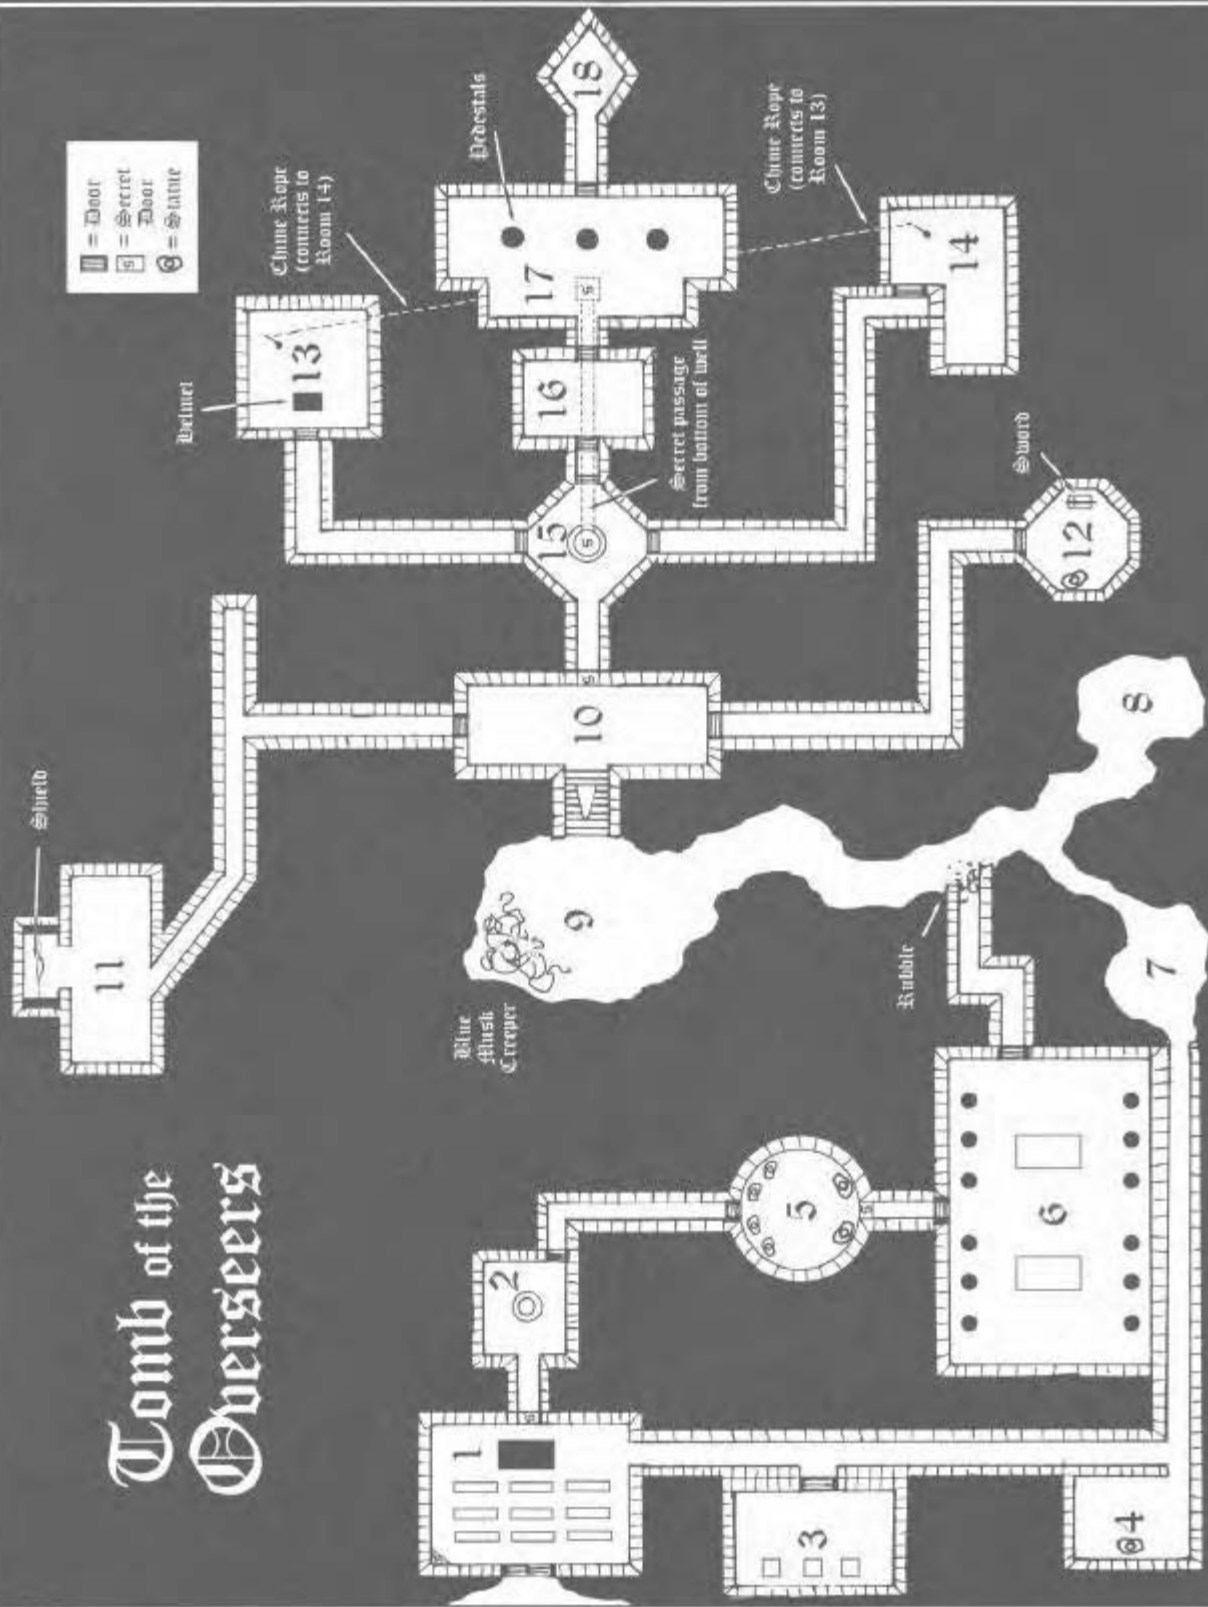 Tomb of the
Overseers
= Door
= Secret
Door
= Statue
S
Shield
Helmet
Chime Rope
(connects to
Room 14)
Pedestals
Chime Rope
(connects to
Room 13)
Secret passage
from bottom of well
Sword
Blue
Musk
Creeper
Rubble
1
2
3
4
5
6
7
8
9
10
11
12
13
14
15
16
17
18
S
S
S
S
S